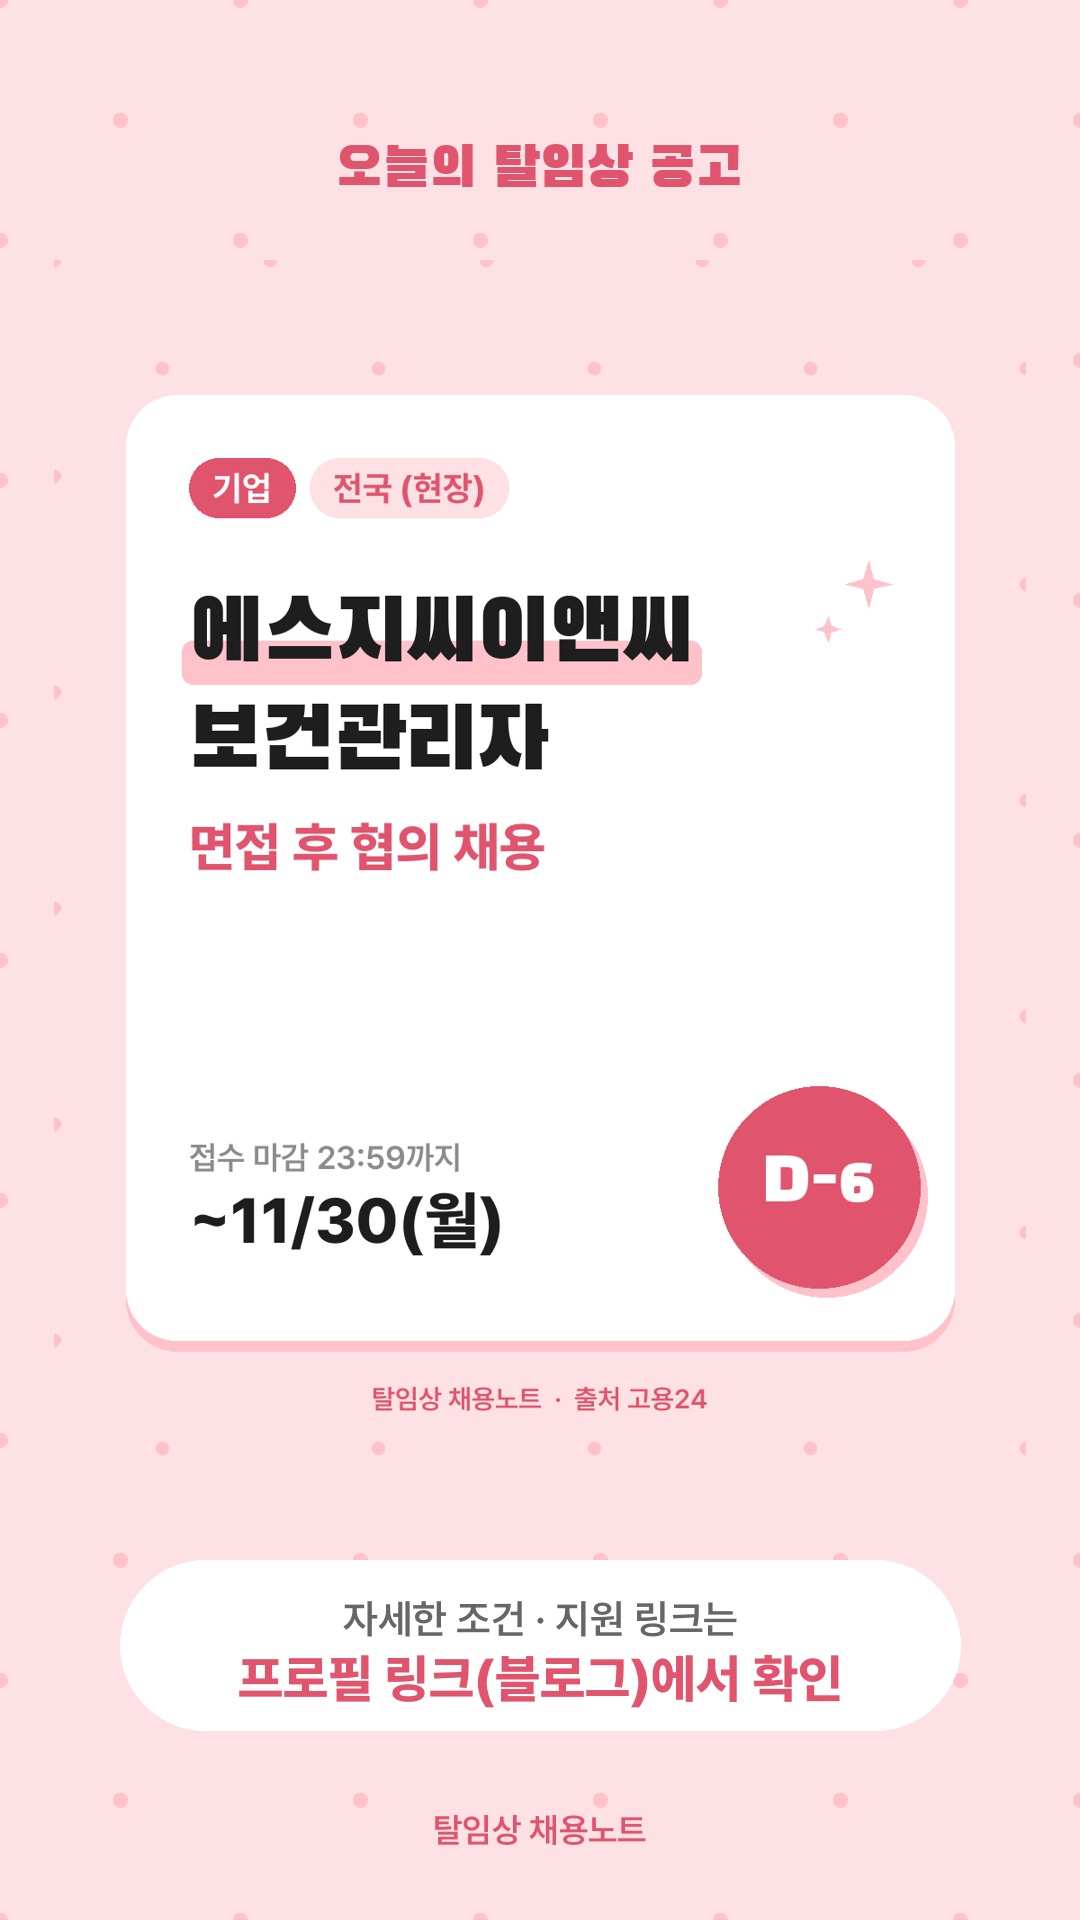 오늘의 탈임상 공고
기업
전국 (현장)
에스지씨이앤씨
보건관리자
면접 후 협의 채용
접수 마감 23:59까지
~11/30(월)
D-6
탈임상 채용노트 · 출처 고용24
자세한 조건 · 지원 링크는
프로필 링크(블로그)에서 확인
탈임상 채용노트